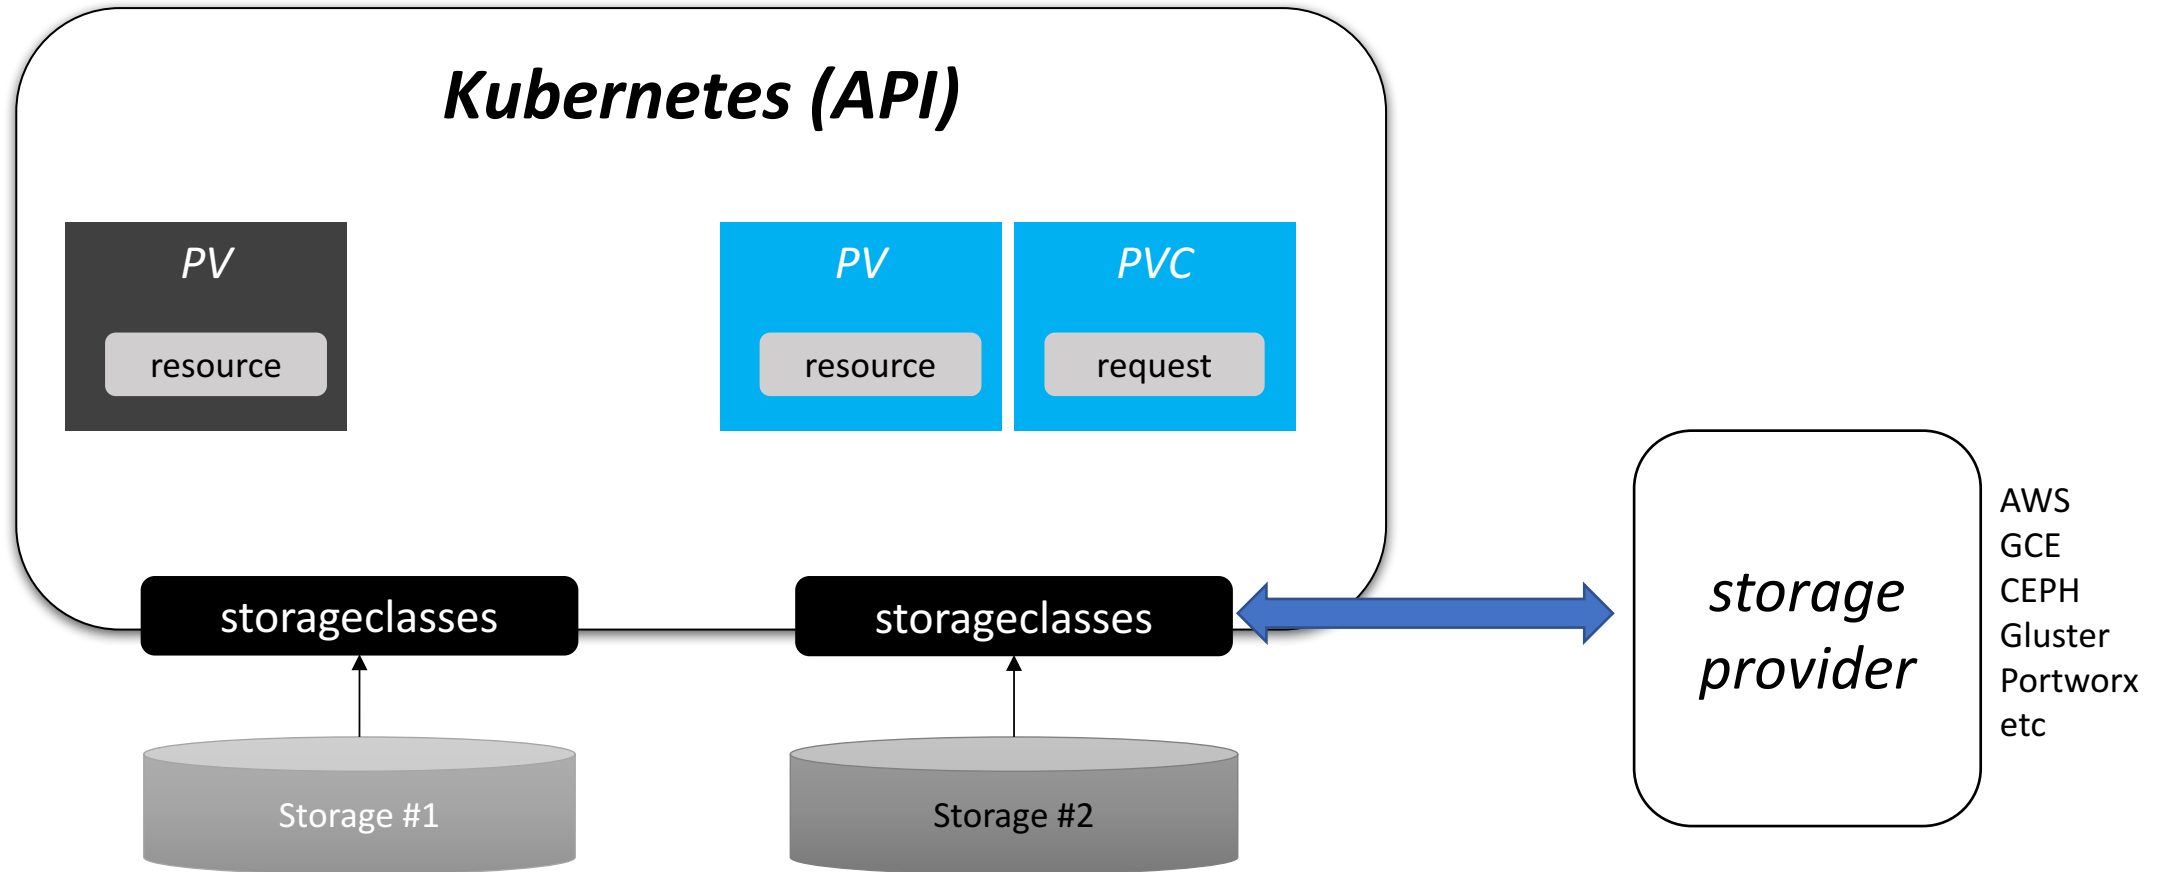 Kubernetes (API)
PV
resource
PV
resource
PVC
request
storageclasses
storageclasses
Storage #1
Storage #2
storage
provider
AWS
GCE
CEPH
Gluster
Portworx
etc